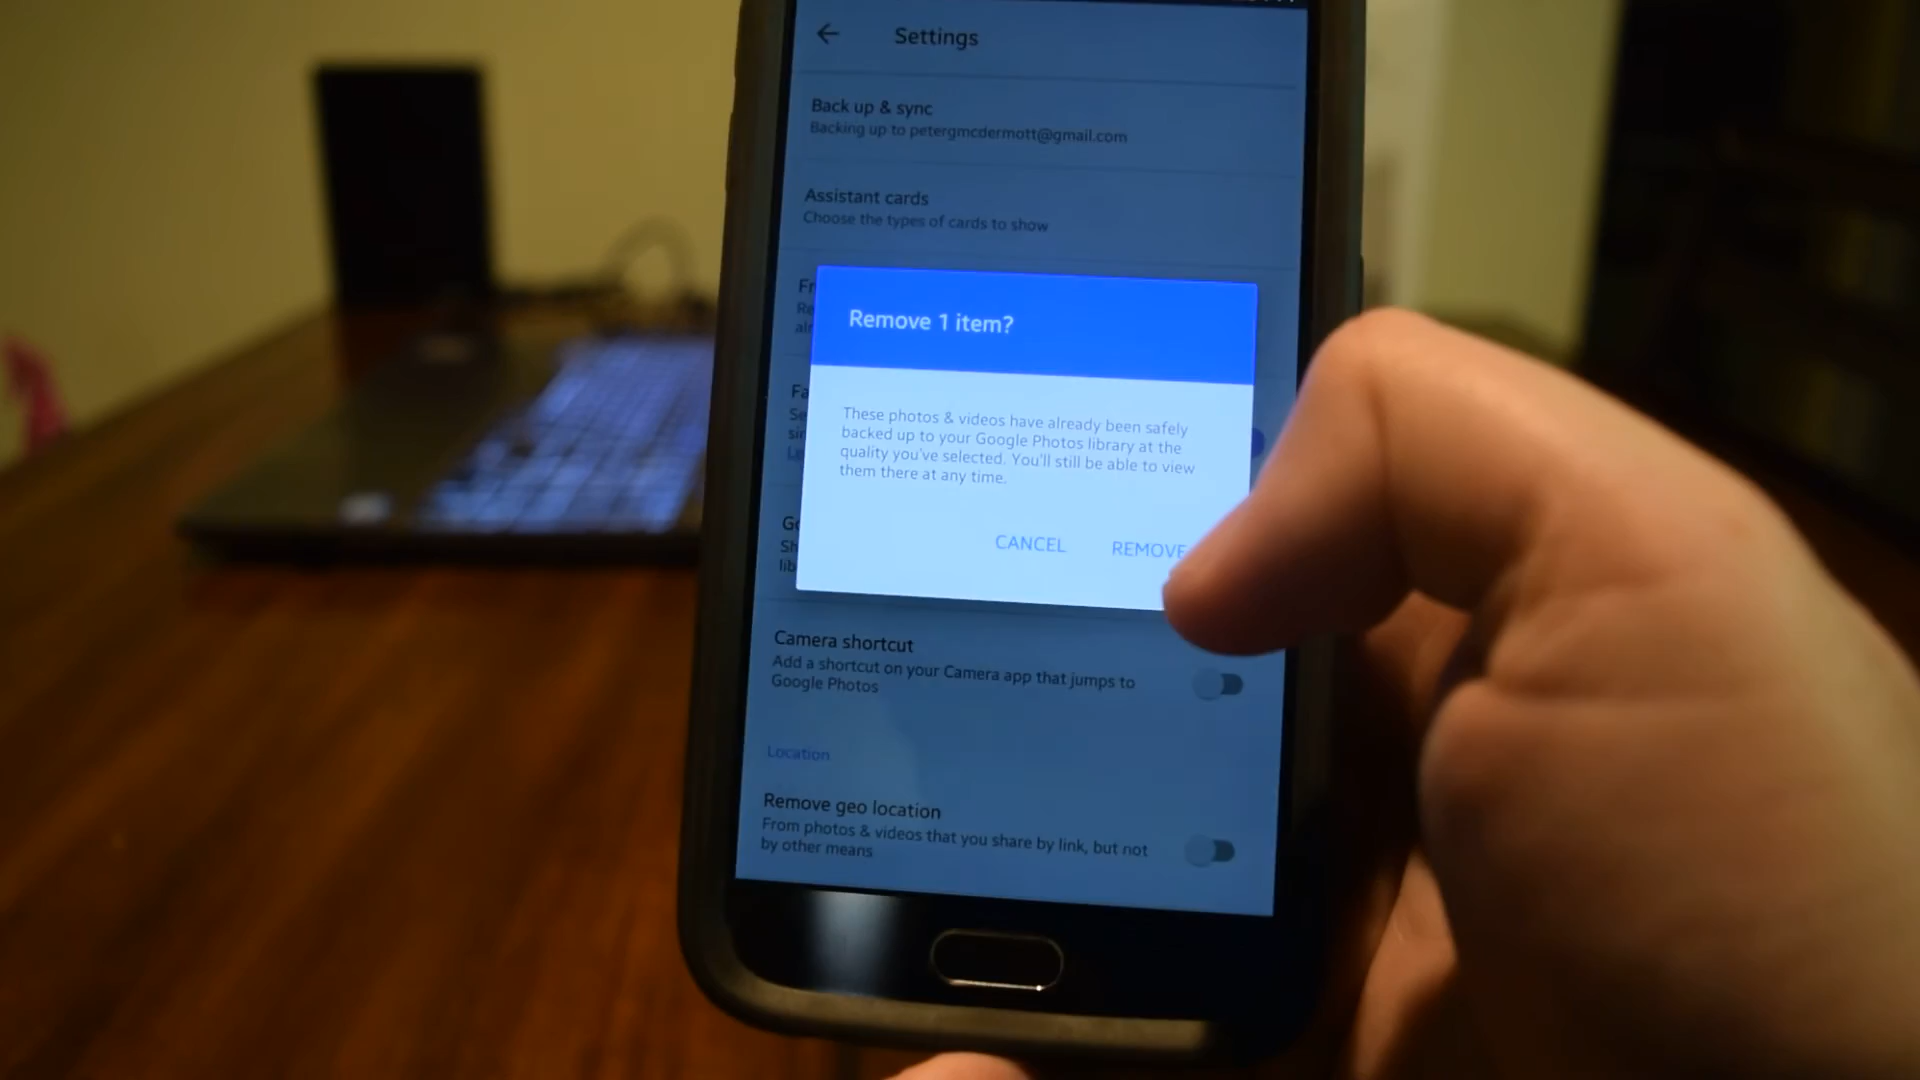 Settings
Back up & sync
Backing up to petergmcdermott@gmail.com
Assistant cards
Choose the types of cards to show
Remove 1 item?
These photos & videos have already been safely
backed up to your Google Photos library at the
quality you've selected. You'll still be able to view
them there at any time.
CANCEL REMOVE
Camera shortcut
Add a shortcut on your Camera app that jumps to
Google Photos
Location
Remove geo location
From photos & videos that you share by link, but not
by other means